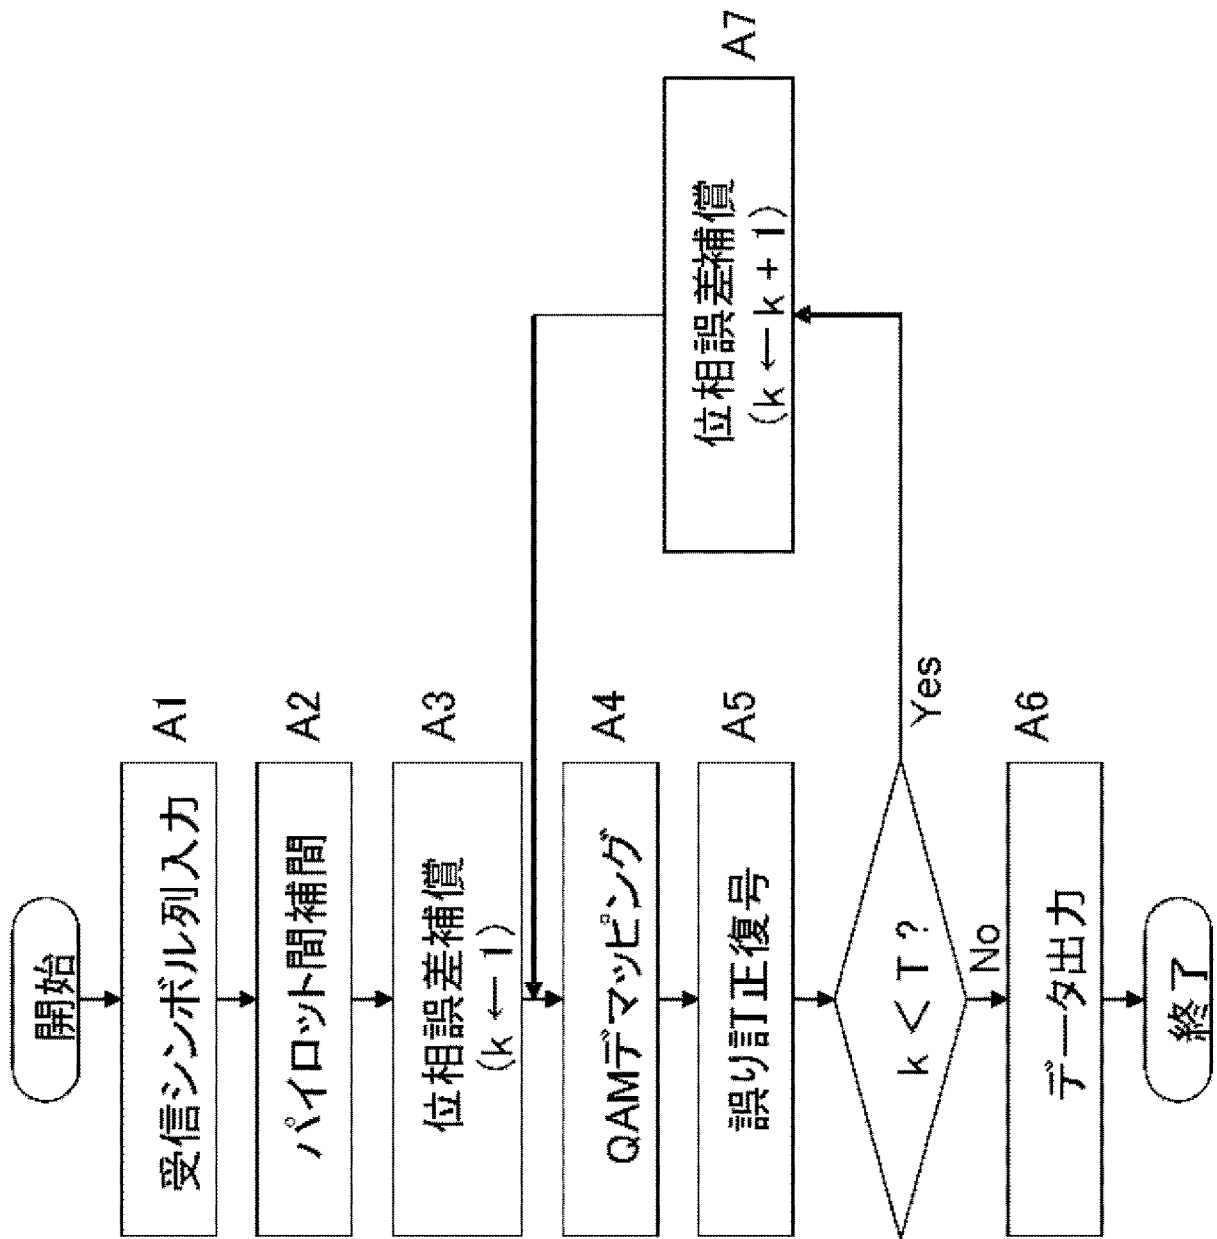 開始
受信シンボル列入力
A1
パイロット間補間
A2
位相誤差補償
(k ← 1)
A3
QAMデマッピング
A4
誤り訂正復号
A5
k < T ?
Yes
No
データ出力
A6
終了
位相誤差補償
(k ← k + 1)
A7